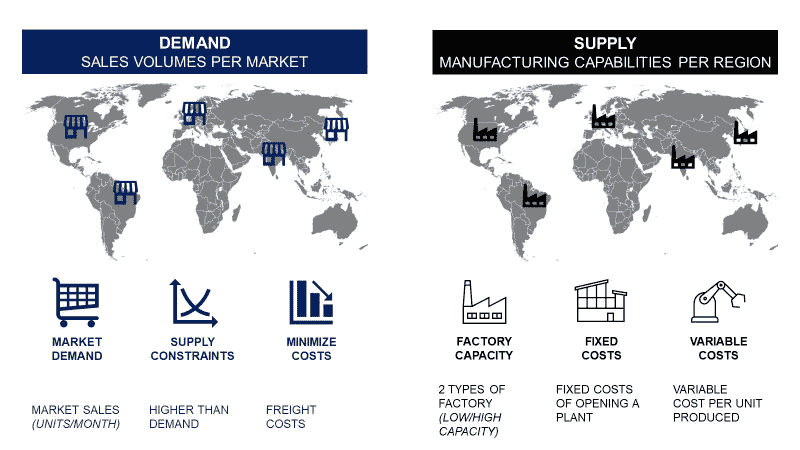 DEMAND
SALES VOLUMES PER MARKET
SUPPLY
MANUFACTURING CAPABILITIES PER REGION
MARKET
DEMAND
SUPPLY
CONSTRAINTS
MINIMIZE
COSTS
FACTORY
CAPACITY
FIXED
COSTS
VARIABLE
COSTS
MARKET SALES
(UNITS/MONTH)
HIGHER THAN
DEMAND
FREIGHT
COSTS
2 TYPES OF
FACTORY
(LOW/HIGH
CAPACITY)
FIXED COSTS
OF OPENING A
PLANT
VARIABLE
COST PER UNIT
PRODUCED